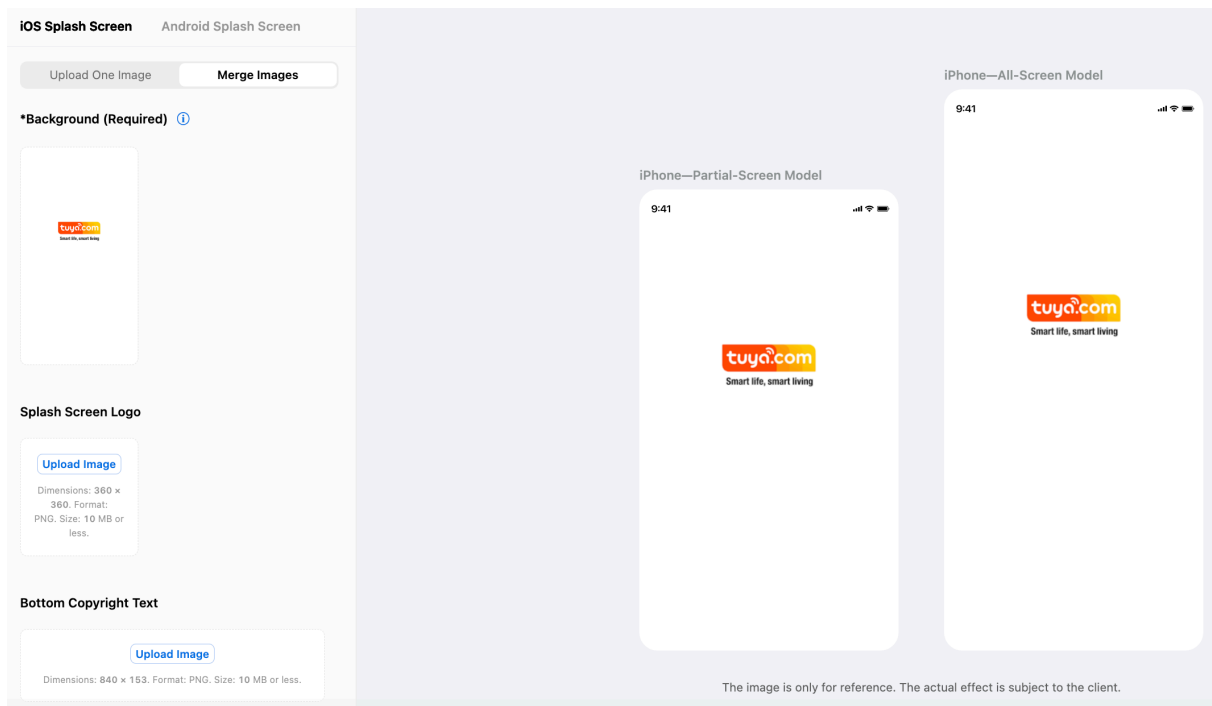 iOS Splash Screen
Android Splash Screen
Upload One Image
Merge Images
*Background (Required)
tuya.com
Smart life, smart living
Splash Screen Logo
Upload Image
Dimensions: 360 ×
360. Format:
PNG. Size: 10 MB or
less.
Bottom Copyright Text
Upload Image
Dimensions: 840 × 153. Format: PNG. Size: 10 MB or less.
iPhone—Partial-Screen Model
9:41
tuya.com
Smart life, smart living
iPhone—All-Screen Model
9:41
tuya.com
Smart life, smart living
The image is only for reference. The actual effect is subject to the client.